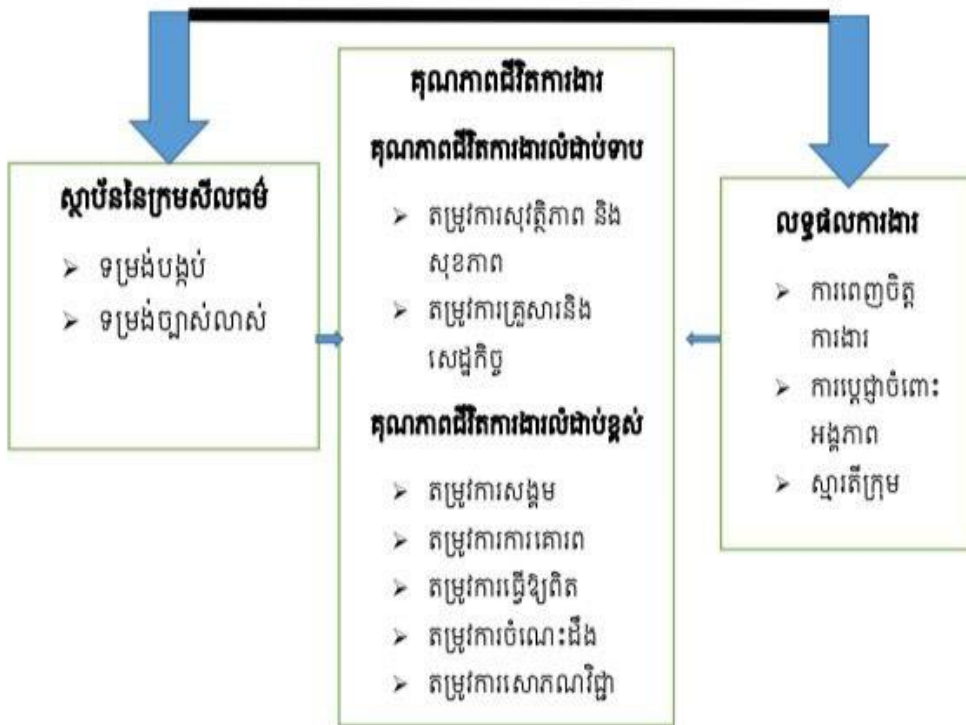 ស្ថាប័ននៃក្រមសីលធម៌
➢ ទម្រង់បង្កប់
➢ ទម្រង់ច្បាស់លាស់
គុណភាពជីវិតការងារ
គុណភាពជីវិតការងារលំដាប់ទាប
➢ តម្រូវការសុវត្ថិភាព និង
សុខភាព
➢ តម្រូវការគ្រួសារនិង
សេដ្ឋកិច្ច
គុណភាពជីវិតការងារលំដាប់ខ្ពស់
➢ តម្រូវការសង្គម
➢ តម្រូវការការគោរព
➢ តម្រូវការធ្វើឱ្យពិត
➢ តម្រូវការចំណេះដឹង
➢ តម្រូវការសោភណវិជ្ជា
លទ្ធផលការងារ
➢ ការពេញចិត្ត
ការងារ
➢ ការប្តេជ្ញាចំពោះ
អង្គភាព
➢ ស្មារតីក្រុម